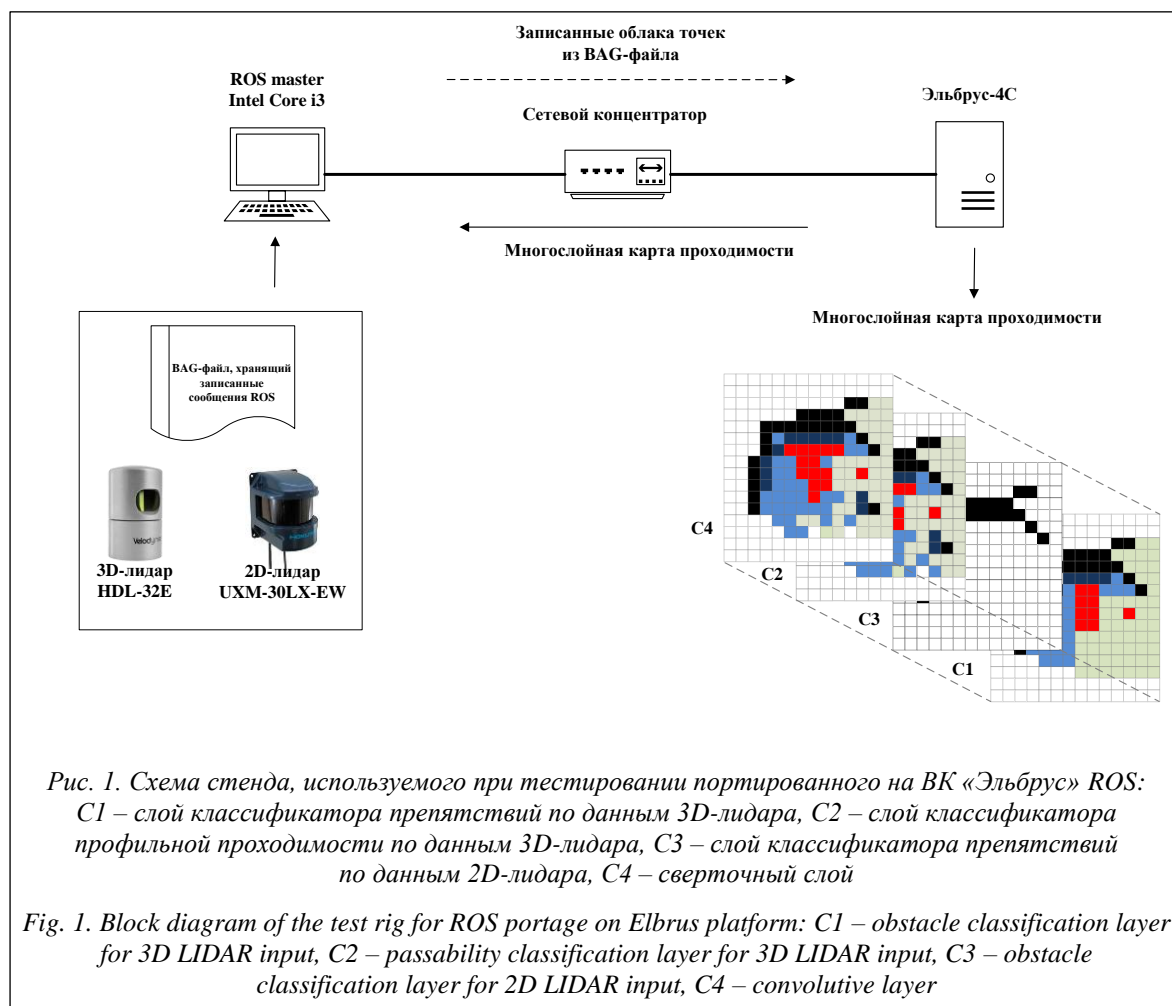 Записанные облака точек
из BAG-файла
ROS master
Intel Core i3
Эльбрус-4С
Сетевой концентратор
Многослойная карта проходимости
Многослойная карта проходимости
BAG-файл, хранящий
записанные
сообщения ROS
Velodyne
3D-лидар
HDL-32E
2D-лидар
UXM-30LX-EW
C4
C2
C3
C1
Рис. 1. Схема стенда, используемого при тестировании портированного на ВК «Эльбрус» ROS:
C1 – слой классификатора препятствий по данным 3D-лидара, C2 – слой классификатора
профильной проходимости по данным 3D-лидара, C3 – слой классификатора препятствий
по данным 2D-лидара, C4 – сверточный слой
Fig. 1. Block diagram of the test rig for ROS portage on Elbrus platform: C1 – obstacle classification layer
for 3D LIDAR input, C2 – passability classification layer for 3D LIDAR input, C3 – obstacle
classification layer for 2D LIDAR input, C4 – convolutive layer